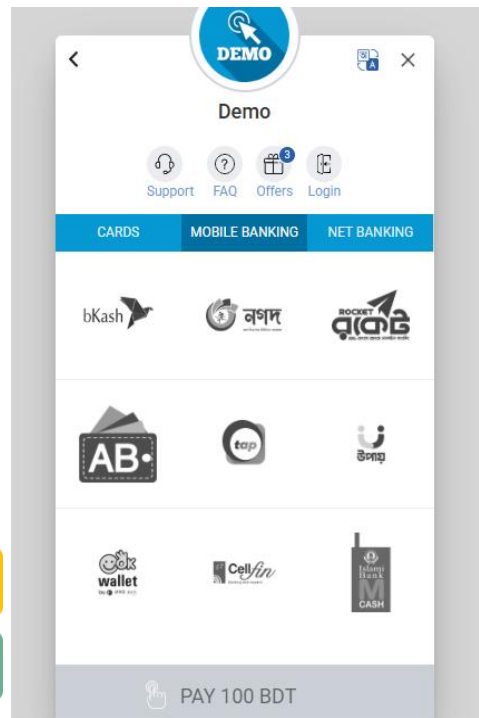 DEMO
Demo
3
Support FAQ Offers Login
CARDS MOBILE BANKING NET BANKING
bKash
নগদ
ROCKET
রকেট
AB
tap
উপায়
OK
wallet
by
Cellfin
Islami
Bank
M
CASH
PAY 100 BDT